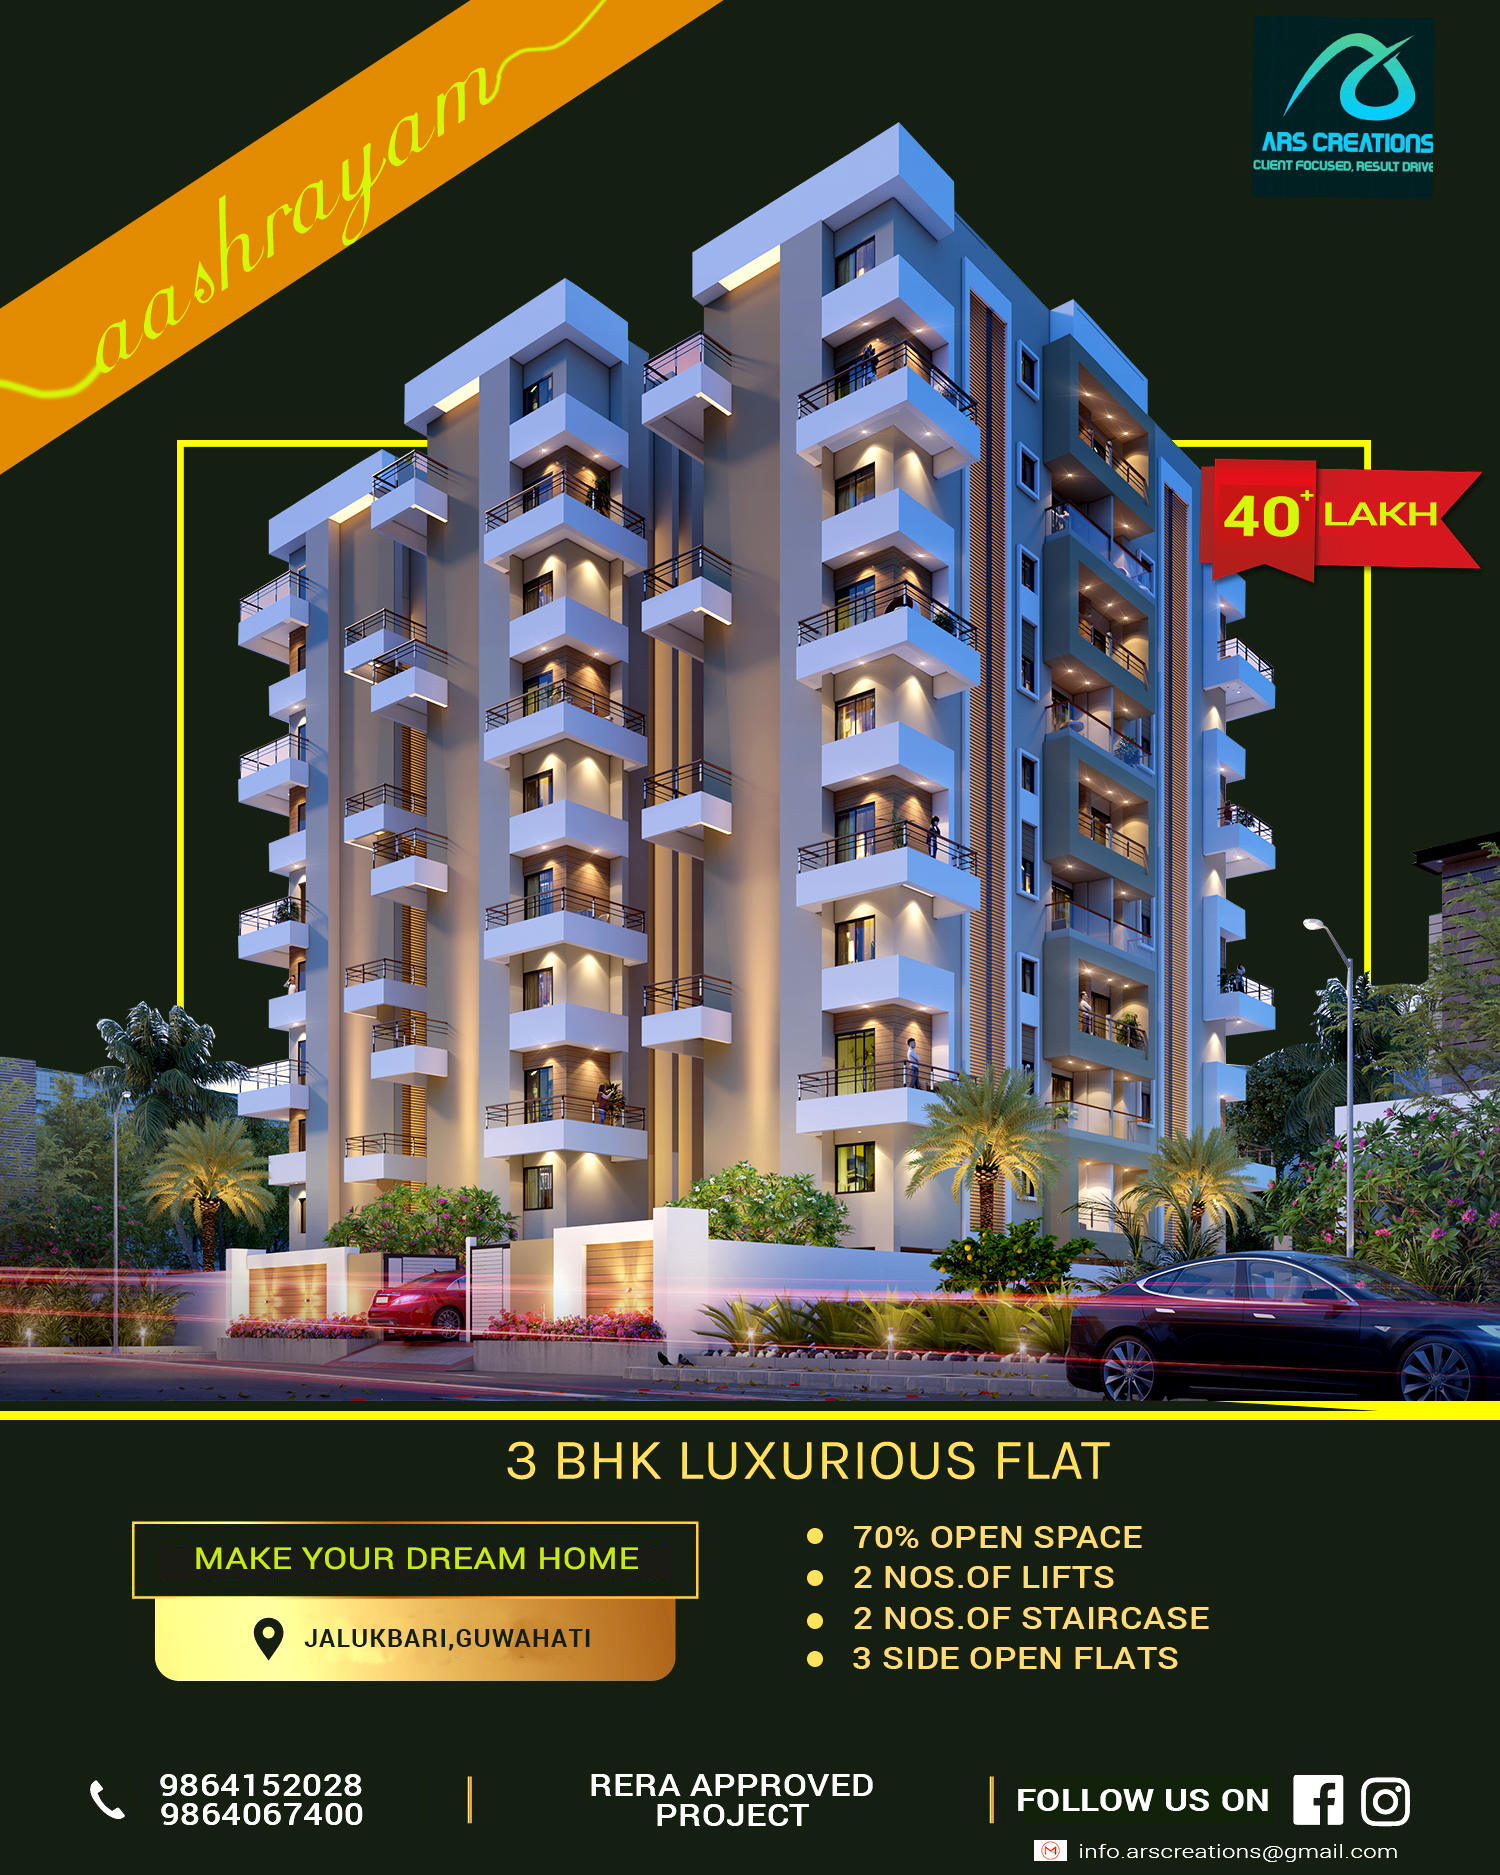 aashrayam
ARS CREATIONS
CLIENT FOCUSED, RESULT DRIVE
40+ LAKH
3 BHK LUXURIOUS FLAT
MAKE YOUR DREAM HOME
JALUKBARI,GUWAHATI
70% OPEN SPACE
2 NOS.OF LIFTS
2 NOS.OF STAIRCASE
3 SIDE OPEN FLATS
9864152028
9864067400
RERA APPROVED
PROJECT
FOLLOW US ON
info.arscreations@gmail.com